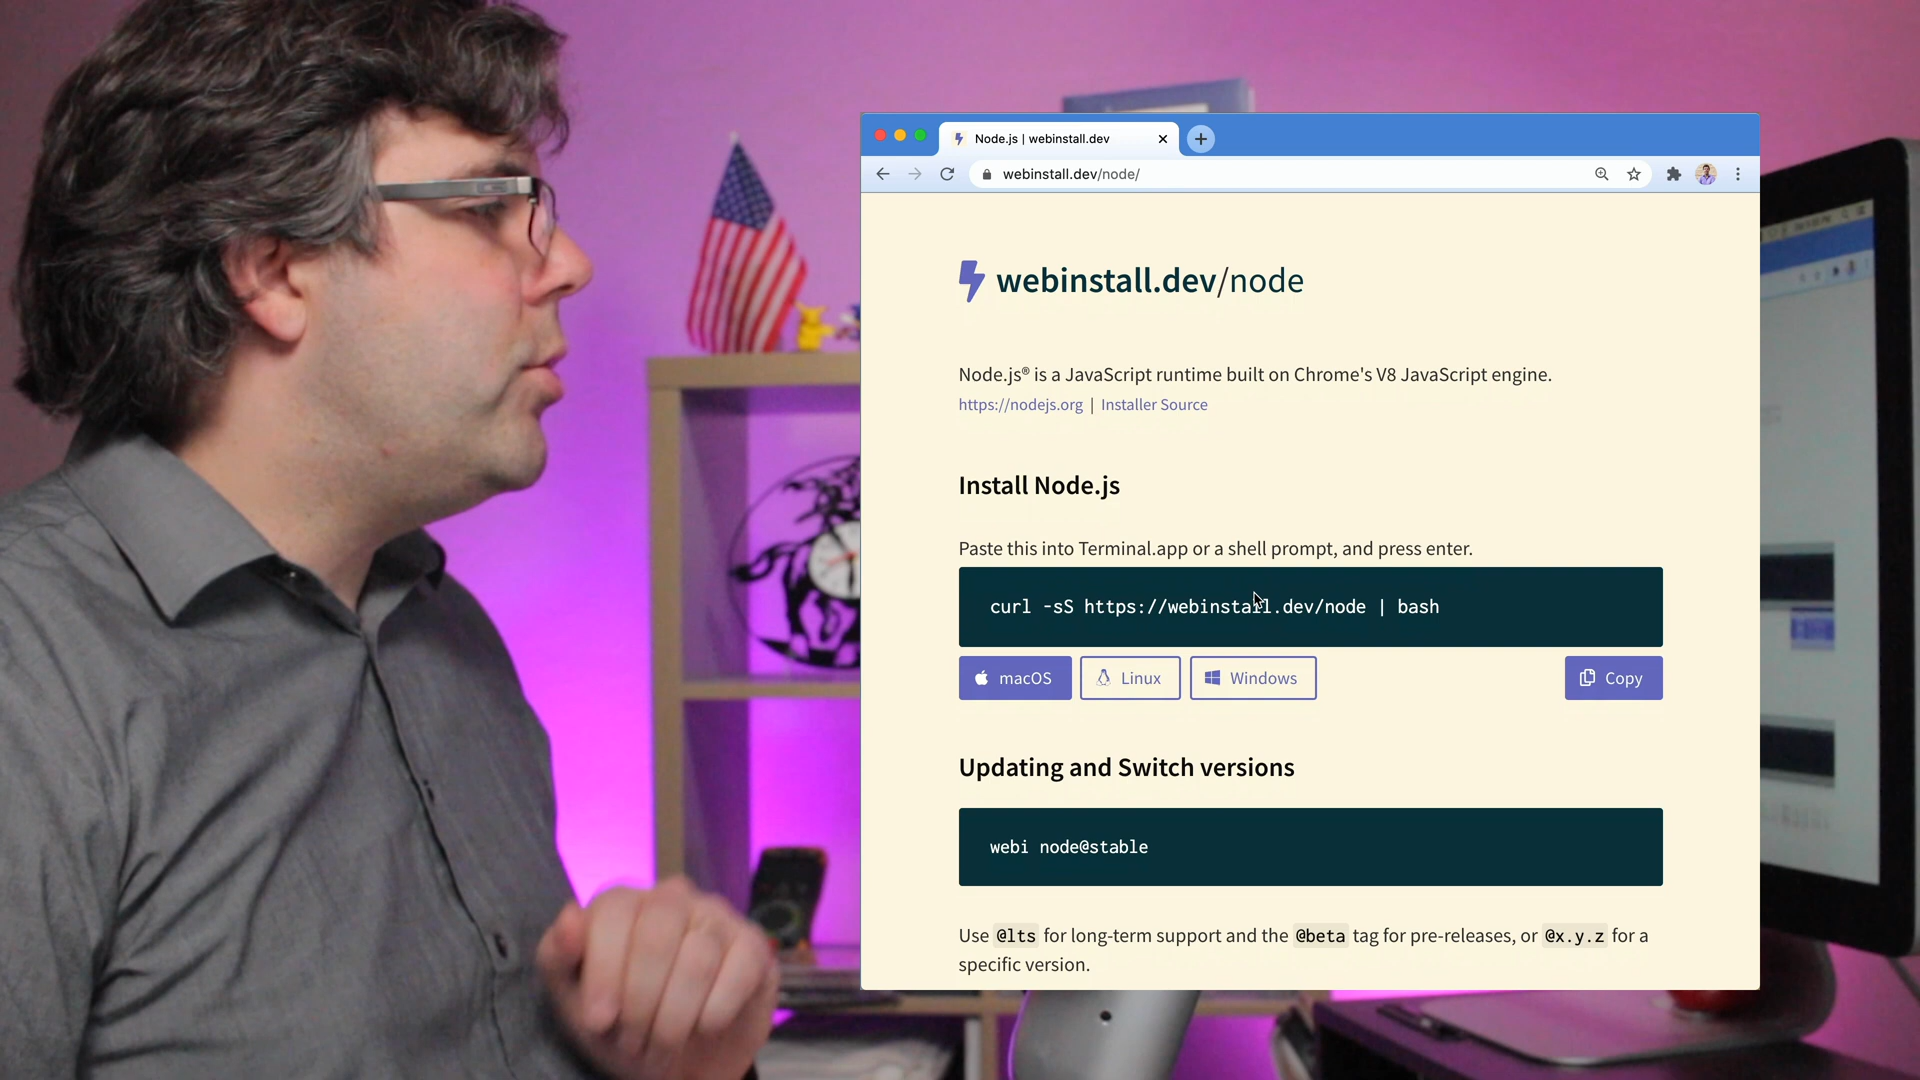 Node.js | webinstall.dev
webinstall.dev/node/
webinstall.dev/node
Node.js® is a JavaScript runtime built on Chrome's V8 JavaScript engine.
https://nodejs.org | Installer Source
Install Node.js
Paste this into Terminal.app or a shell prompt, and press enter.
curl -sS https://webinstall.dev/node | bash
macOS Linux Windows Copy
Updating and Switch versions
webi node@stable
Use @lts for long-term support and the @beta tag for pre-releases, or @x.y.z for a
specific version.